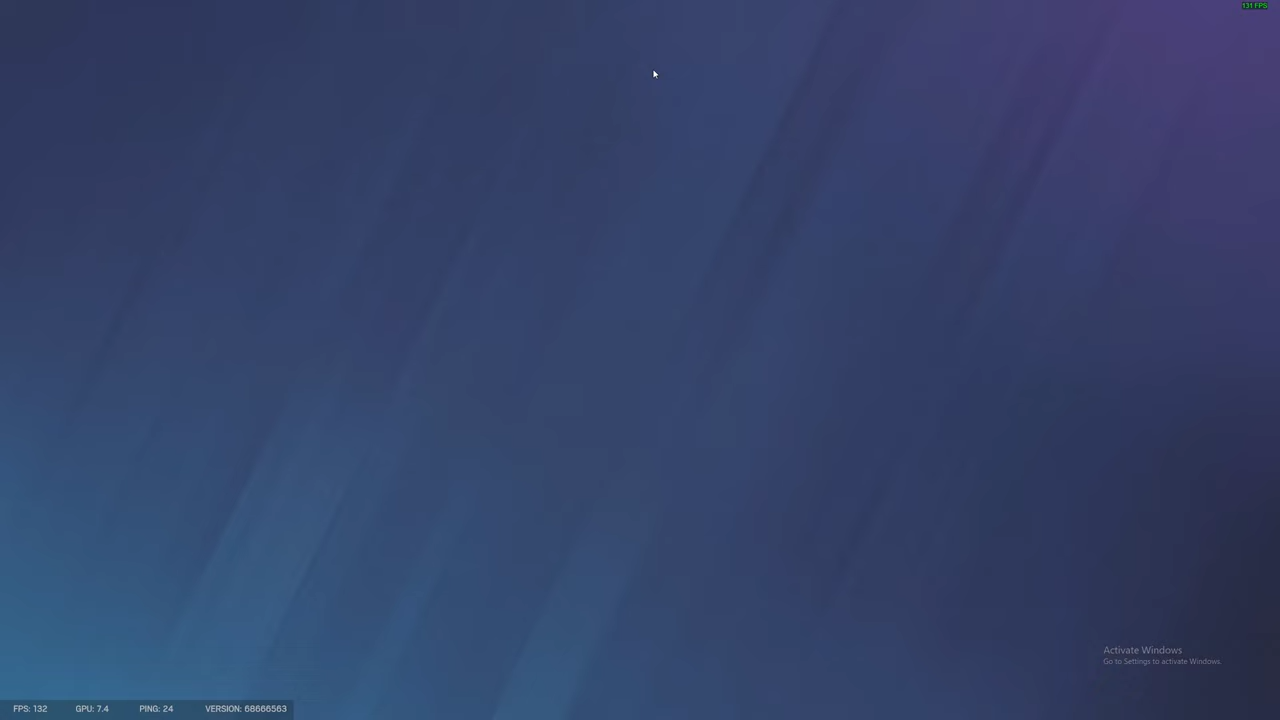 131 FPS
Activate Windows
Go to Settings to activate Windows.
FPS: 132 GPU: 7.4 PING: 24 VERSION: 68666563